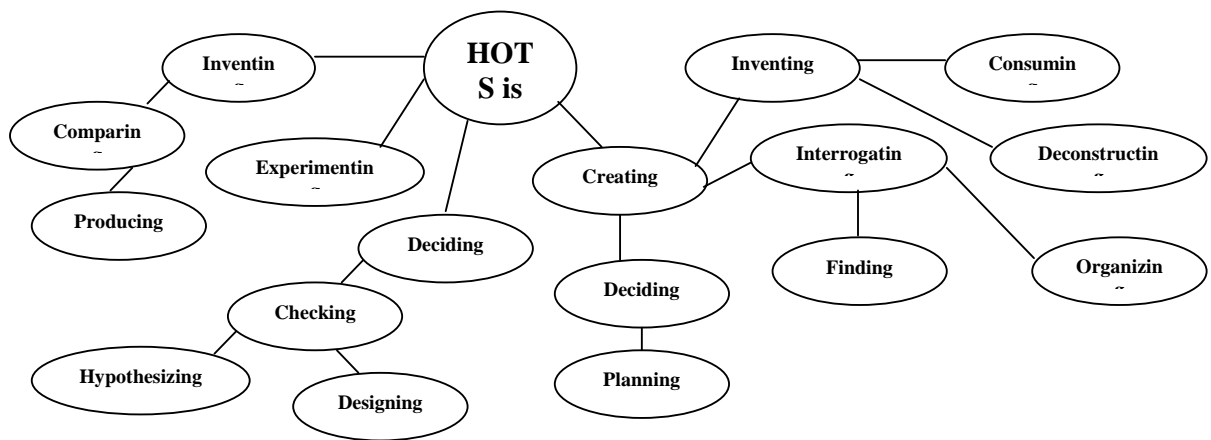 HOT
S is
Inventin
g
Inventing
Consumin
g
Comparin
g
Experimentin
g
Interrogatin
g
Deconstructin
g
Creating
Producing
Deciding
Finding
Organizin
g
Deciding
Checking
Hypothesizing
Planning
Designing